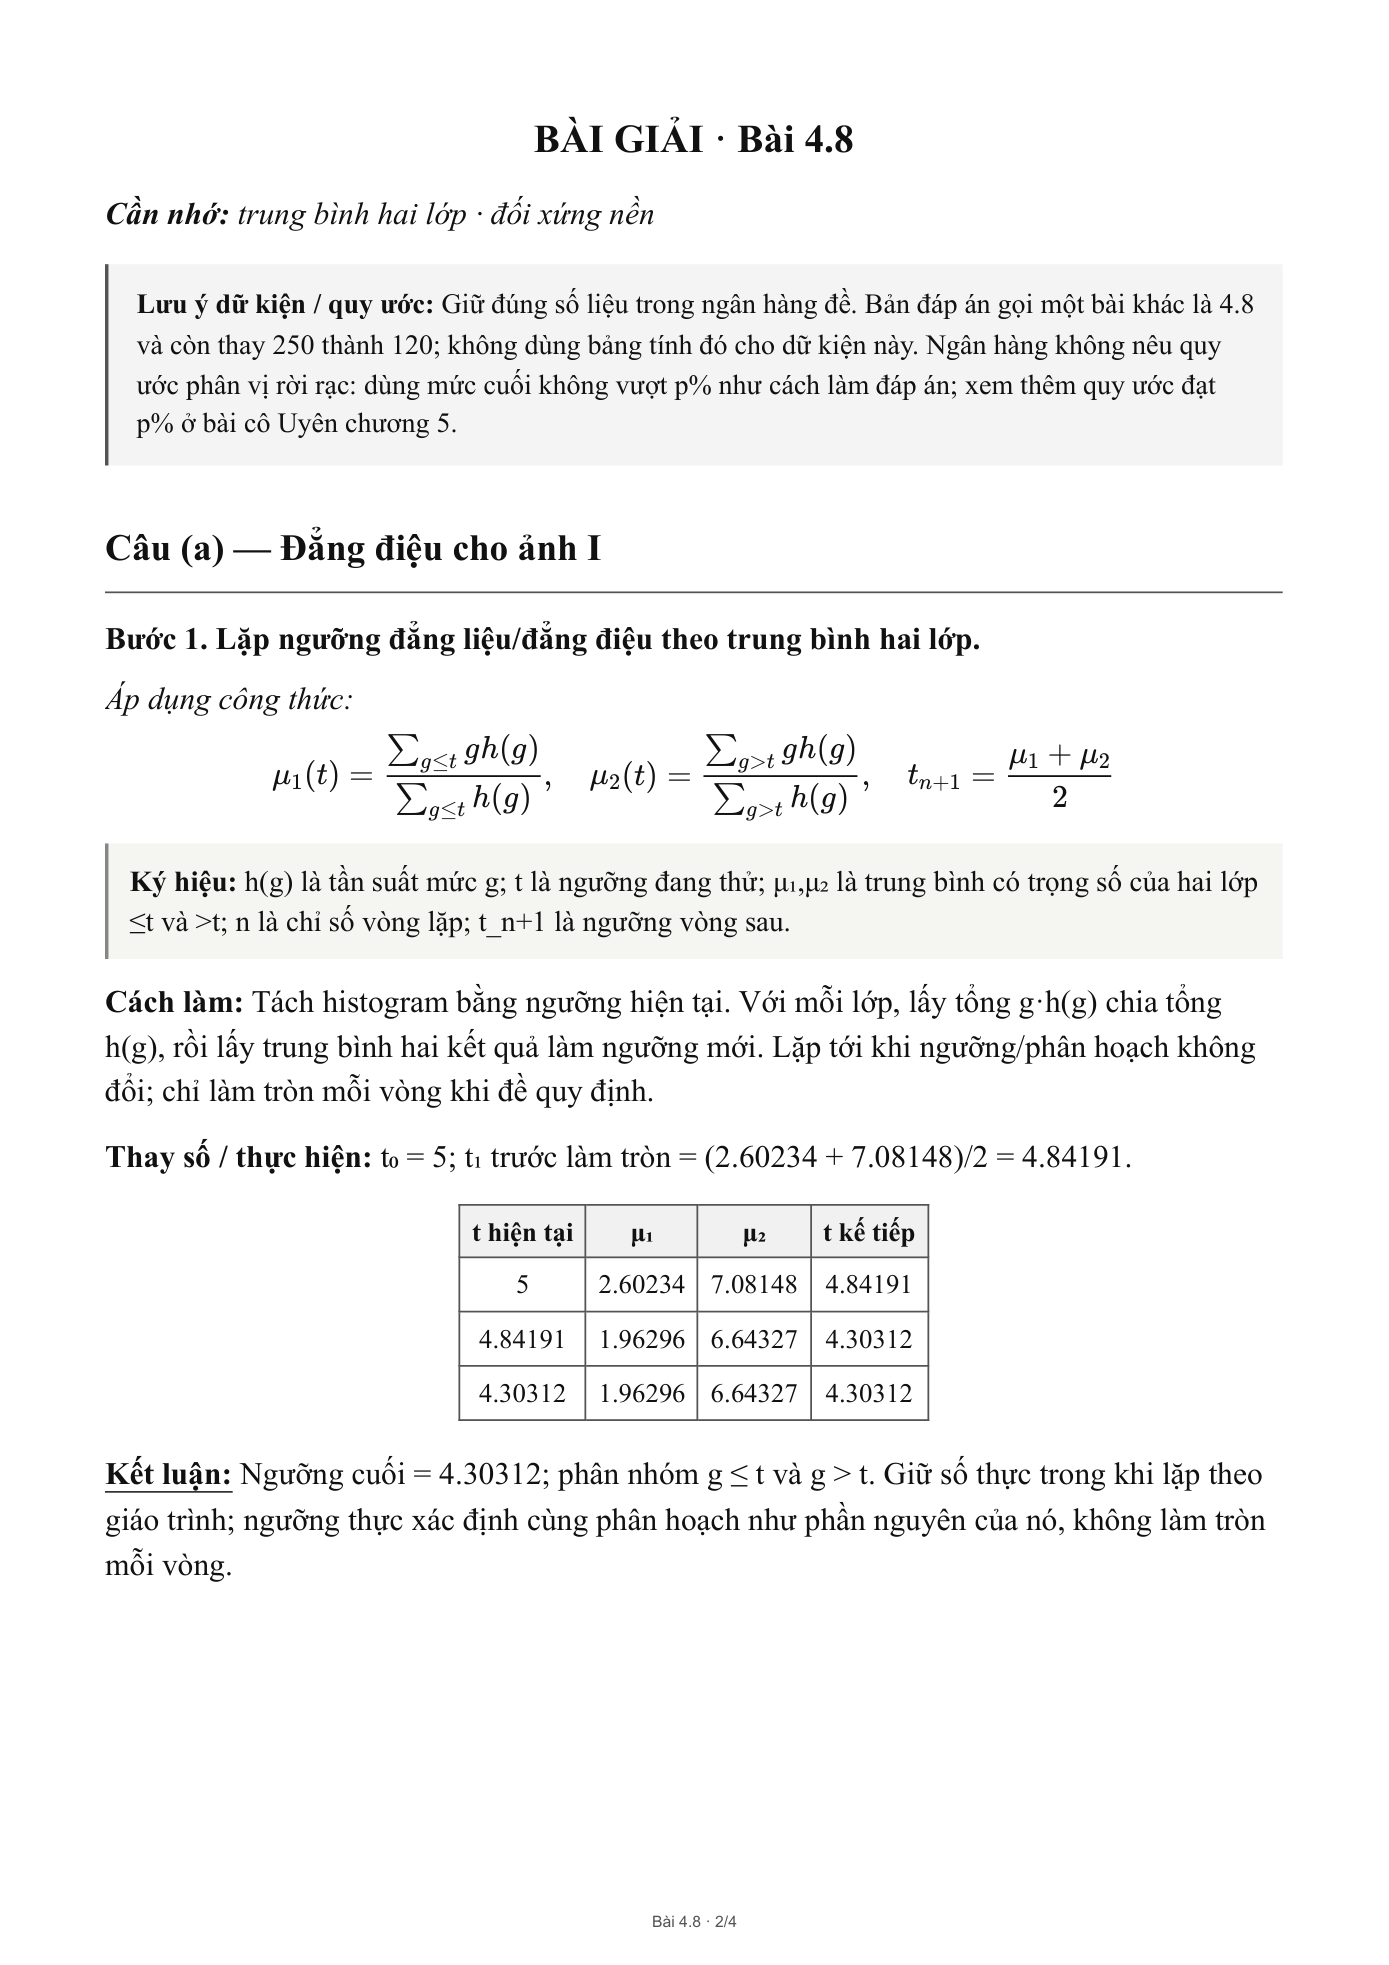 BÀI GIẢI · Bài 4.8
Cần nhớ: trung bình hai lớp · đối xứng nền
Lưu ý dữ kiện / quy ước: Giữ đúng số liệu trong ngân hàng đề. Bản đáp án gọi một bài khác là 4.8
và còn thay 250 thành 120; không dùng bảng tính đó cho dữ kiện này. Ngân hàng không nêu quy
ước phân vị rời rạc: dùng mức cuối không vượt p% như cách làm đáp án; xem thêm quy ước đạt
p% ở bài cô Uyên chương 5.
Câu (a) — Đẳng điệu cho ảnh I
Bước 1. Lặp ngưỡng đẳng liệu/đẳng điệu theo trung bình hai lớp.
Áp dụng công thức:
μ₁(t) = ∑_{g≤t} gh(g) / ∑_{g≤t} h(g), μ₂(t) = ∑_{g>t} gh(g) / ∑_{g>t} h(g), t_{n+1} = (μ₁ + μ₂) / 2
Ký hiệu: h(g) là tần suất mức g; t là ngưỡng đang thử; μ₁,μ₂ là trung bình có trọng số của hai lớp
≤t và >t; n là chỉ số vòng lặp; t_n+1 là ngưỡng vòng sau.
Cách làm: Tách histogram bằng ngưỡng hiện tại. Với mỗi lớp, lấy tổng g·h(g) chia tổng
h(g), rồi lấy trung bình hai kết quả làm ngưỡng mới. Lặp tới khi ngưỡng/phân hoạch không
đổi; chỉ làm tròn mỗi vòng khi đề quy định.
Thay số / thực hiện: t₀ = 5; t₁ trước làm tròn = (2.60234 + 7.08148)/2 = 4.84191.
t hiện tại μ₁ μ₂ t kế tiếp
5 2.60234 7.08148 4.84191
4.84191 1.96296 6.64327 4.30312
4.30312 1.96296 6.64327 4.30312
Kết luận: Ngưỡng cuối = 4.30312; phân nhóm g ≤ t và g > t. Giữ số thực trong khi lặp theo
giáo trình; ngưỡng thực xác định cùng phân hoạch như phần nguyên của nó, không làm tròn
mỗi vòng.
Bài 4.8 · 2/4